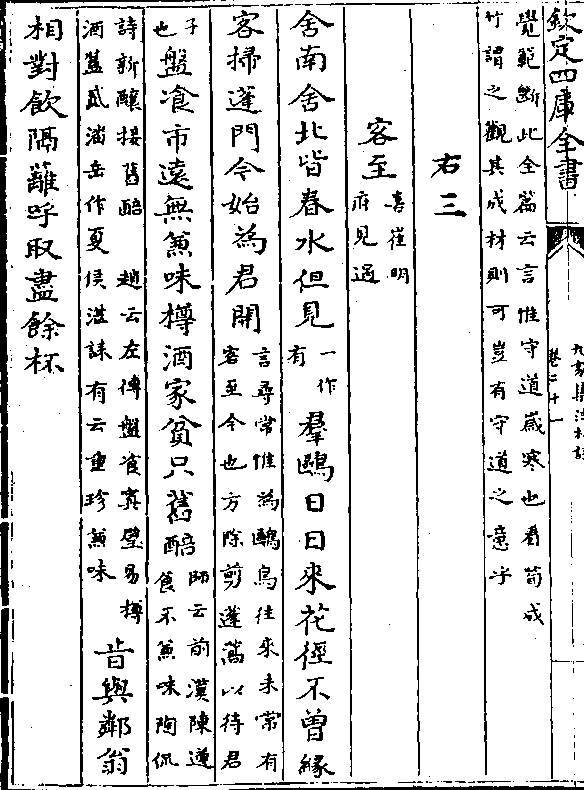 欽定四庫全書
九家集注杜詩
卷二十一
覺範斷此全篇云言惟守道歲寒也看筍成
竹謂之觀其成材則可豈有守道之意乎
右三
客至
喜崔明
府見過
舍南舍北皆春水但見
一作
有
羣鷗日日來花徑不曾緣
客掃蓬門今始為君開
言尋常惟為鷗鳥往來未常有
客至今也方除剪蓬蒿以待君
子
也
盤飡市遠無兼味樽酒家貧只舊醅
師云前漢陳遵
食不兼味陶侃
詩新釀接舊醅 趙云左傳盤飡寘璧易樽
酒簋貳潘岳作夏侯湛誄有云重珍兼味
肯與鄰翁
相對飲隔籬呼取盡餘杯